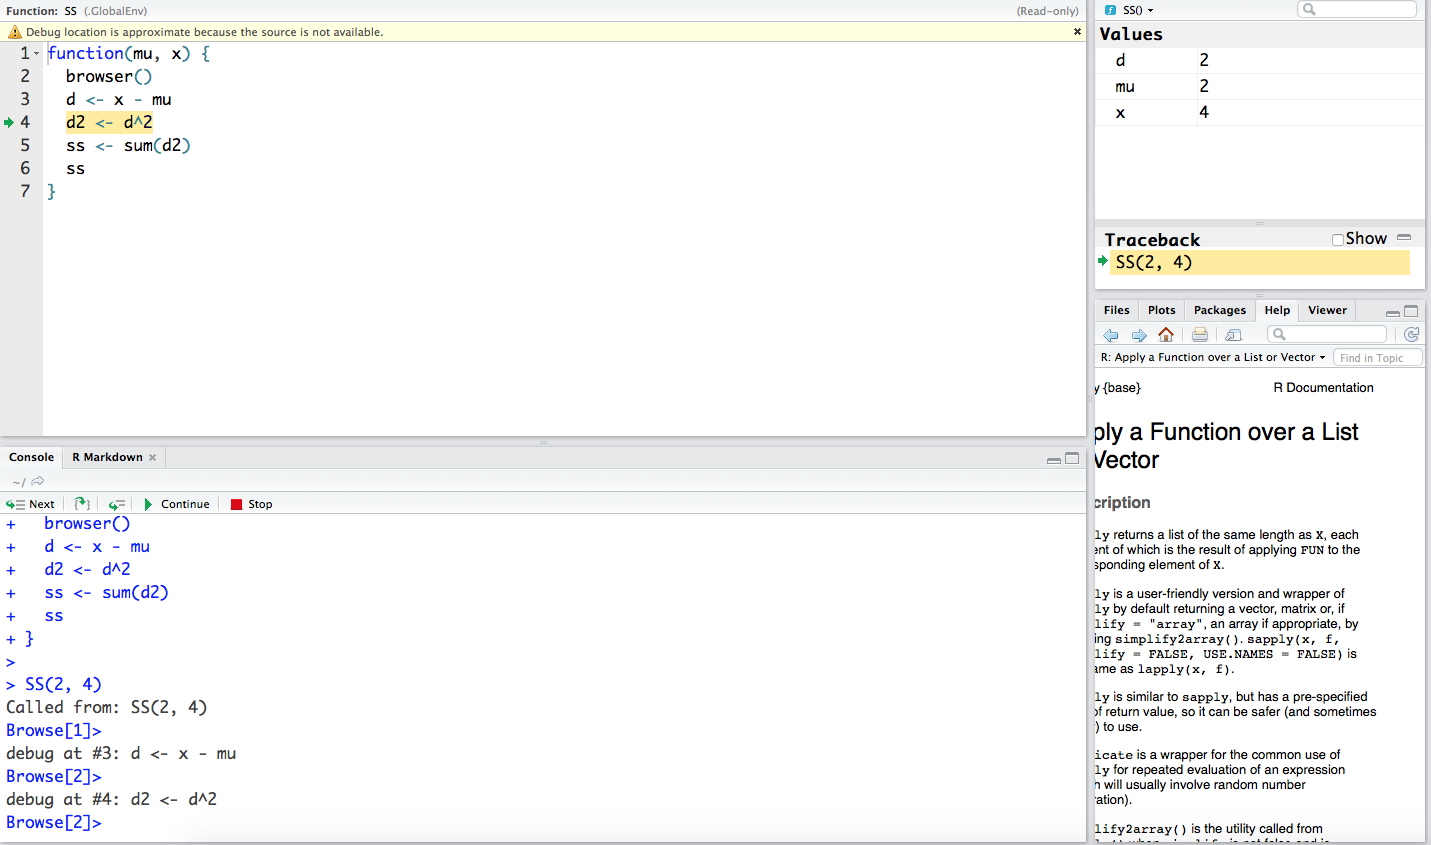 Function: SS (.GlobalEnv) (Read-only)
Debug location is approximate because the source is not available.
1 function(mu, x) {
2 browser()
3 d <- x - mu
4 d2 <- d^2
5 ss <- sum(d2)
6 ss
7 }
Console R Markdown
~/
Next Continue Stop
+ browser()
+ d <- x - mu
+ d2 <- d^2
+ ss <- sum(d2)
+ ss
+ }
>
> SS(2, 4)
Called from: SS(2, 4)
Browse[1]>
debug at #3: d <- x - mu
Browse[2]>
debug at #4: d2 <- d^2
Browse[2]>
SS()
Values
d 2
mu 2
x 4
Traceback Show
SS(2, 4)
Files Plots Packages Help Viewer
R: Apply a Function over a List or Vector Find in Topic
y {base} R Documentation
ply a Function over a List
Vector
cription
ly returns a list of the same length as X, each
ent of which is the result of applying FUN to the
sponding element of X.
ly is a user-friendly version and wrapper of
ly by default returning a vector, matrix or, if
lify = "array", an array if appropriate, by
ing simplify2array(). sapply(x, f,
lify = FALSE, USE.NAMES = FALSE) is
ame as lapply(x, f).
ly is similar to sapply, but has a pre-specified
of return value, so it can be safer (and sometimes
) to use.
icate is a wrapper for the common use of
ly for repeated evaluation of an expression
h will usually involve random number
ration).
lify2array() is the utility called from